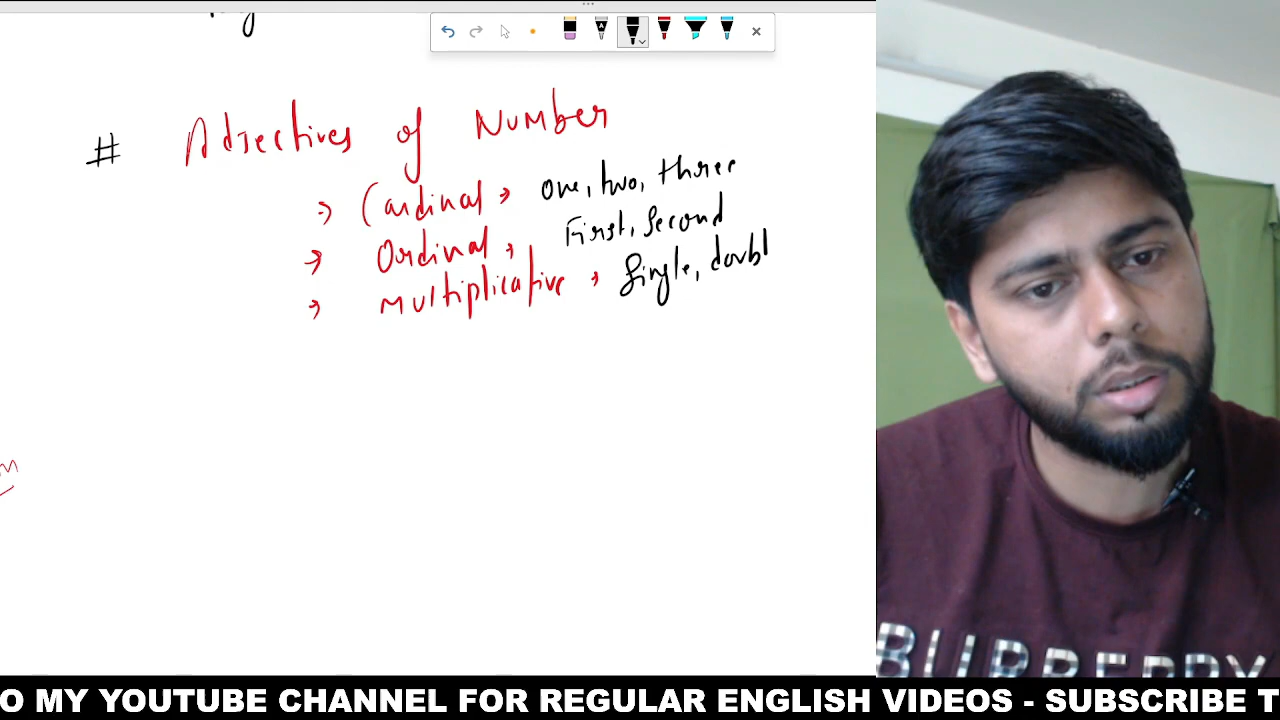 # Adjectives of Number
→ Cardinal → One, two, three
→ Ordinal → First, Second
→ Multiplicative → Single, doubl
BURBERRY
O MY YOUTUBE CHANNEL FOR REGULAR ENGLISH VIDEOS - SUBSCRIBE T